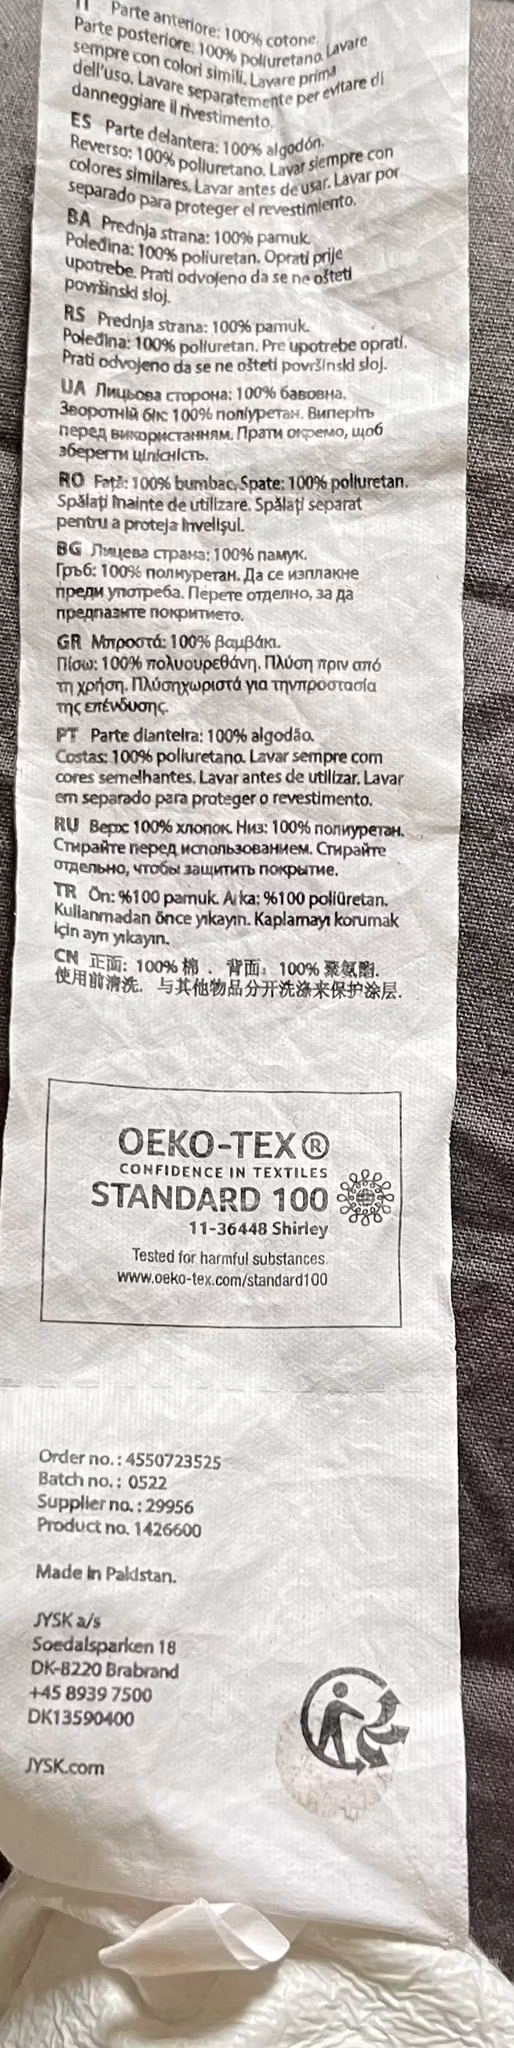 IT Parte anteriore: 100% cotone.
Parte posteriore: 100% poliuretano. Lavare
sempre con colori simili. Lavare prima
dell'uso. Lavare separatamente per evitare di
danneggiare il rivestimento.
ES Parte delantera: 100% algodón.
Reverso: 100% poliuretano. Lavar siempre con
colores similares. Lavar antes de usar. Lavar por
separado para proteger el revestimiento.
BA Prednja strana: 100% pamuk.
Poleđina: 100% poliuretan. Oprati prije
upotrebe. Prati odvojeno da se ne ošteti
površinski sloj.
RS Prednja strana: 100% pamuk.
Poleđina: 100% poliuretan. Pre upotrebe oprati.
Prati odvojeno da se ne ošteti površinski sloj.
UA Лицьова сторона: 100% бавовна.
Зворотній бік: 100% поліуретан. Виперіть
перед використанням. Прати окремо, щоб
зберегти цілісність.
RO Față: 100% bumbac, Spate: 100% poliuretan.
Spălați înainte de utilizare. Spălați separat
pentru a proteja învelișul.
BG Лицева страна: 100% памук.
Гръб: 100% полиуретан. Да се изплакне
преди употреба. Перете отделно, за да
предпазите покритието.
GR Μπροστά: 100% βαμβάκι.
Πίσω: 100% πολυουρεθάνη. Πλύση πριν από
τη χρήση. Πλύσηχωριστά για τηνπροστασία
της επένδυσης.
PT Parte dianteira: 100% algodão.
Costas: 100% poliuretano. Lavar sempre com
cores semelhantes. Lavar antes de utilizar. Lavar
em separado para proteger o revestimento.
RU Верх: 100% хлопок. Низ: 100% полиуретан.
Стирайте перед использованием. Стирайте
отдельно, чтобы защитить покрытие.
TR Ön: %100 pamuk. Arka: %100 poliüretan.
Kullanmadan önce yıkayın. Kaplamayı korumak
için ayrı yıkayın.
CN 正面: 100% 棉 . 背面: 100% 聚氨酯.
使用前清洗. 与其他物品分开洗涤来保护涂层.
OEKO-TEX®
CONFIDENCE IN TEXTILES
STANDARD 100
11-36448 Shirley
Tested for harmful substances.
www.oeko-tex.com/standard100
Order no.: 4550723525
Batch no.: 0522
Supplier no.: 29956
Product no. 1426600
Made in Pakistan.
JYSK a/s
Soedalsparken 18
DK-8220 Brabrand
+45 8939 7500
DK13590400
JYSK.com